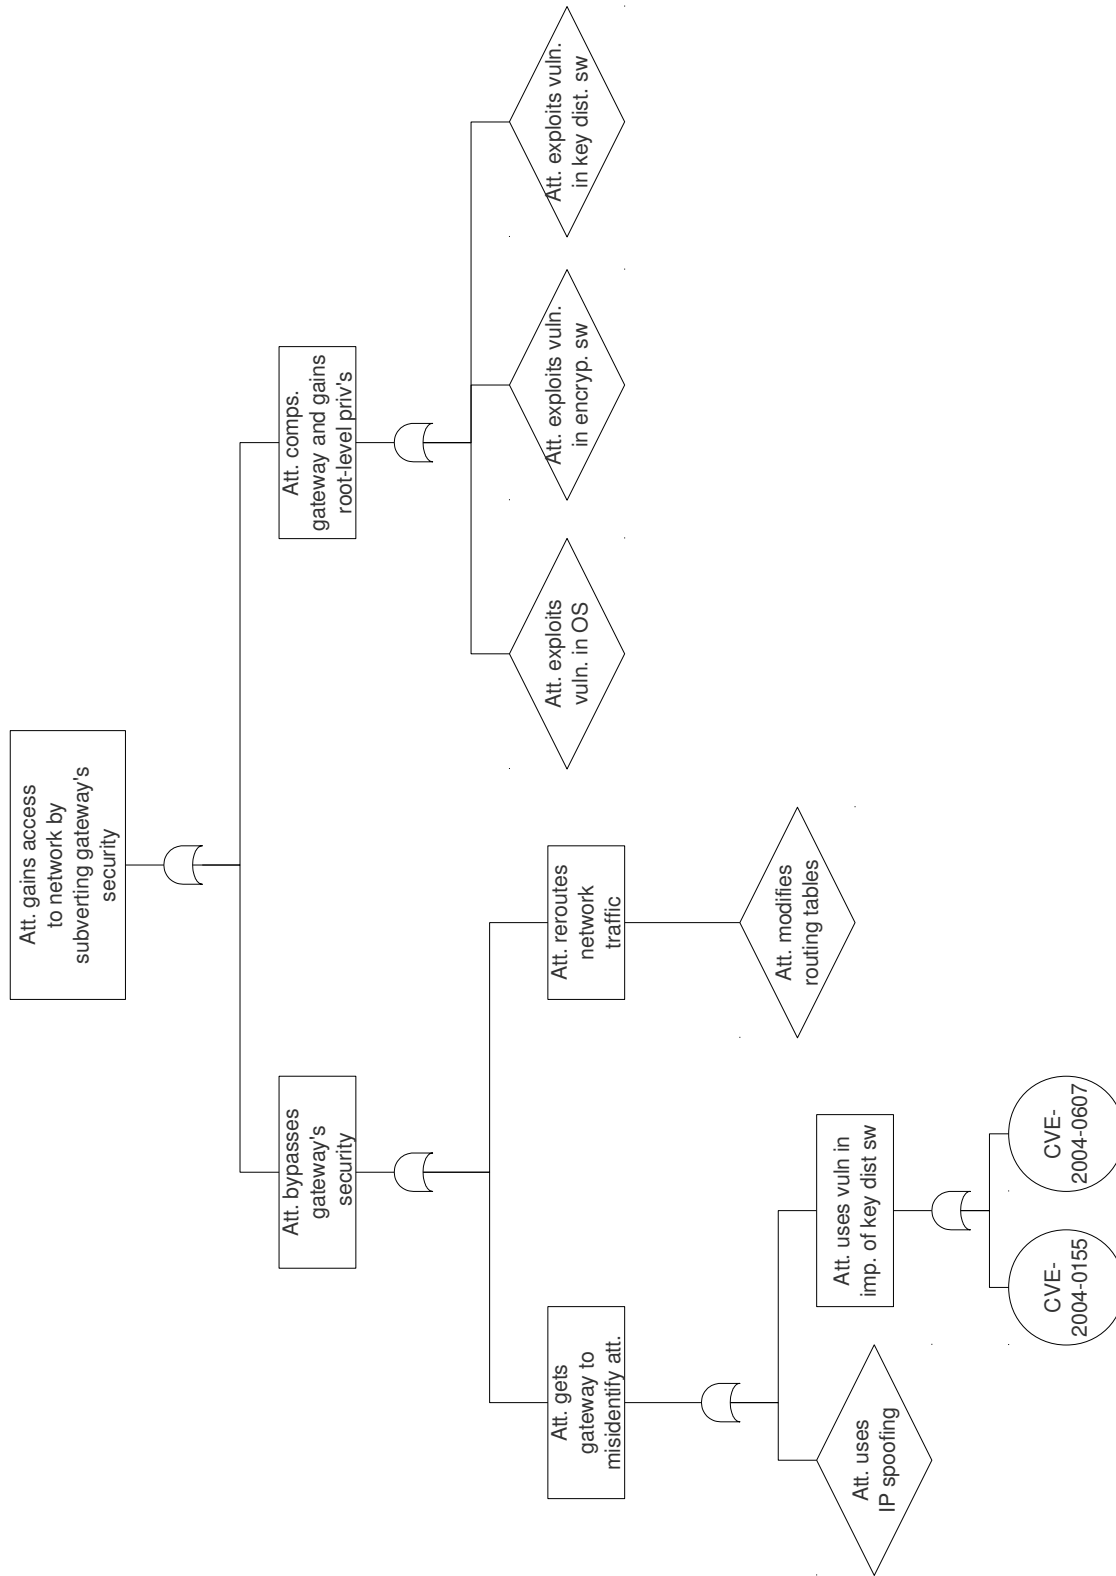 Att. gains access
to network by
subverting gateway's
security
Att. bypasses
gateway's
security
Att. comps.
gateway and gains
root-level priv's
Att. gets
gateway to
misidentify att.
Att. reroutes
network
traffic
Att. exploits
vuln. in OS
Att. exploits vuln.
in encryp. sw
Att. exploits vuln.
in key dist. sw
Att. uses
IP spoofing
Att. uses vuln in
imp. of key dist sw
Att. modifies
routing tables
CVE-
2004-0155
CVE-
2004-0607